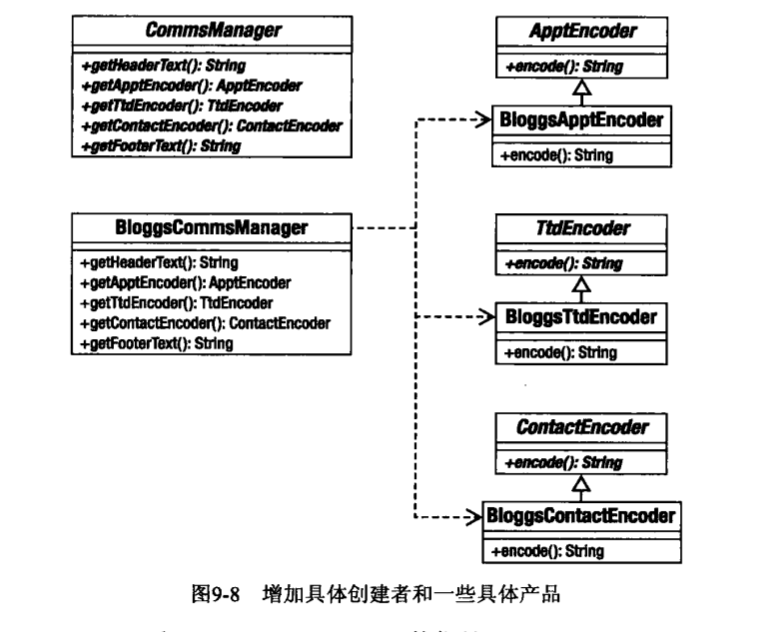 CommsManager
+getHeaderText(): String
+getApptEncoder(): ApptEncoder
+getTtdEncoder(): TtdEncoder
+getContactEncoder(): ContactEncoder
+getFooterText(): String
BloggsCommsManager
+getHeaderText(): String
+getApptEncoder(): ApptEncoder
+getTtdEncoder(): TtdEncoder
+getContactEncoder(): ContactEncoder
+getFooterText(): String
ApptEncoder
+encode(): String
BloggsApptEncoder
+encode(): String
TtdEncoder
+encode(): String
BloggsTtdEncoder
+encode(): String
ContactEncoder
+encode(): String
BloggsContactEncoder
+encode(): String
图9-8 增加具体创建者和一些具体产品